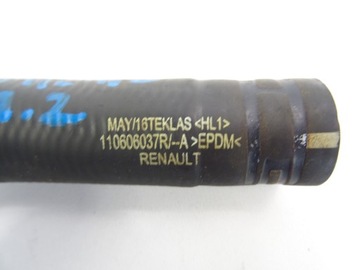 MAY/16TEKLAS <HL1>
110606037R/--A >EPDM<
RENAULT